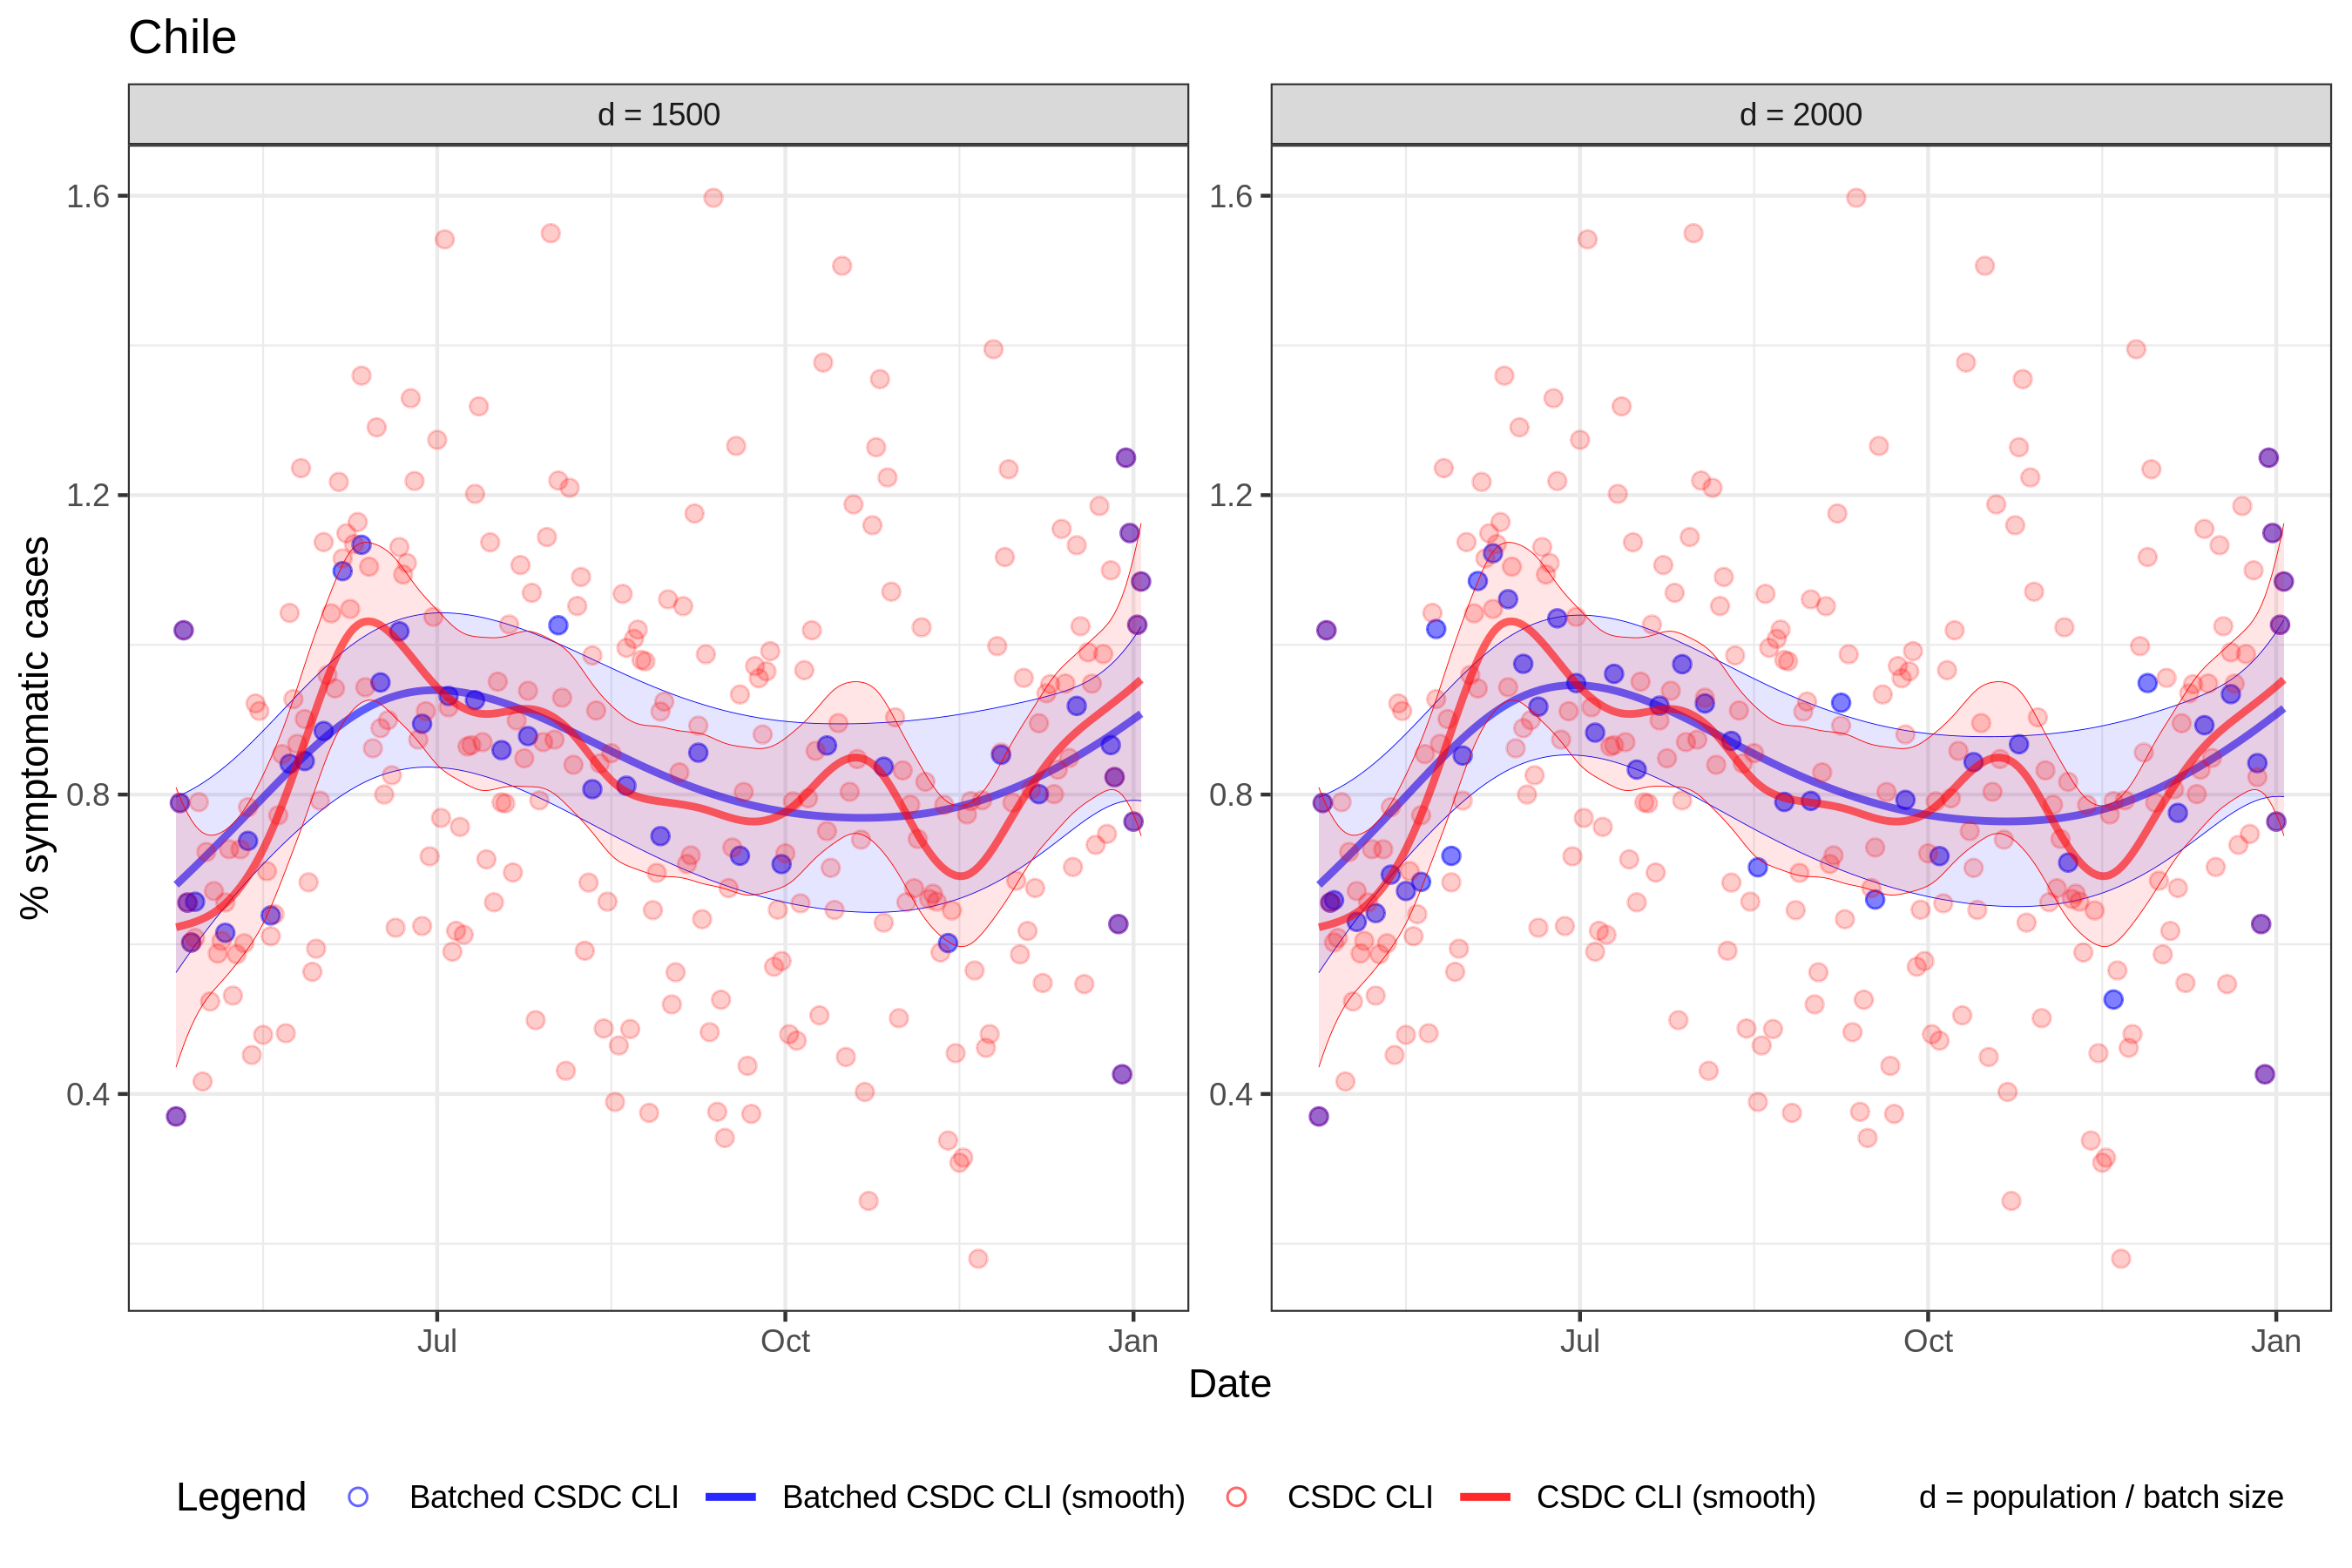 Chile
d = 1500
d = 2000
% symptomatic cases
1.6
1.2
0.8
0.4
1.6
1.2
0.8
0.4
Jul
Oct
Jan
Jul
Oct
Jan
Date
Legend
Batched CSDC CLI
Batched CSDC CLI (smooth)
CSDC CLI
CSDC CLI (smooth)
d = population / batch size